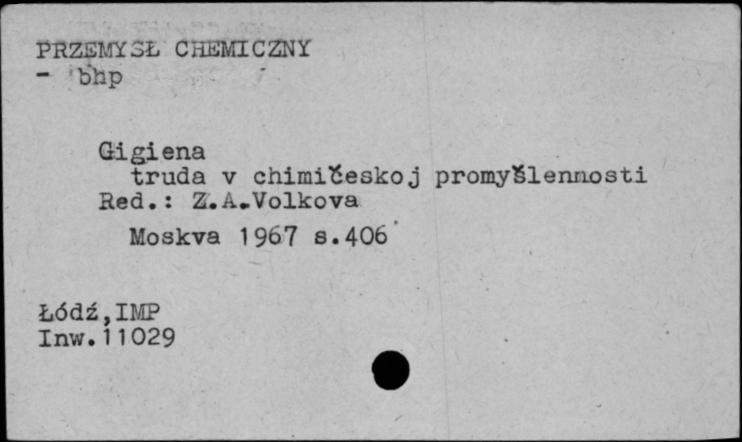 PRZEMYSŁ CHEMICZNY
- bhp
Gigiena
truda v chimičeskoj promyšlennosti
Red.: Z.A.Volkova
Moskva 1967 s.406
Łódź,IMP
Inw.11029